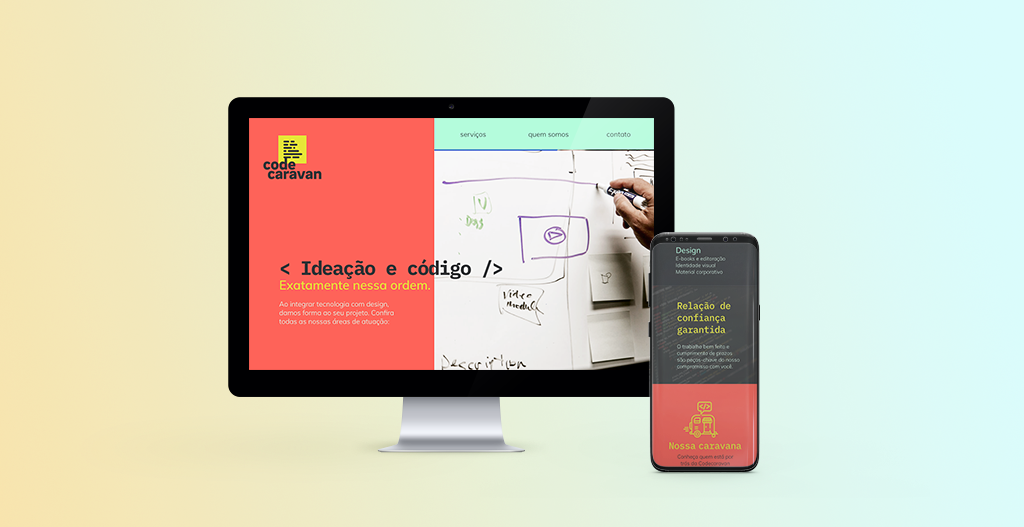 code
caravan
serviços
quem somos
contato
< Ideação e código />
Exatamente nessa ordem.
Ao integrar tecnologia com design,
damos forma ao seu projeto. Confira
todas as nossas áreas de atuação:
Days
Video
Module
Description
Design
E-books e editoração
Identidade visual
Material corporativo
Relação de
confiança
garantida
O trabalho bem feito e
cumprimento de prazos
são peças-chave do nosso
compromisso com você.
</>
Nossa caravana
Conheça quem está por
trás da Codecaravan